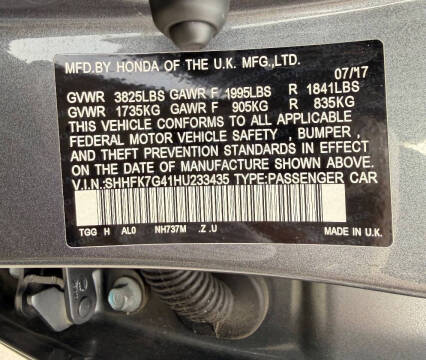 MFD.BY HONDA OF THE U.K. MFG.,LTD.
07/'17
GVWR 3825LBS GAWR F 1995LBS R 1841LBS
GVWR 1735KG GAWR F 905KG R 835KG
THIS VEHICLE CONFORMS TO ALL APPLICABLE
FEDERAL MOTOR VEHICLE SAFETY , BUMPER ,
AND THEFT PREVENTION STANDARDS IN EFFECT
ON THE DATE OF MANUFACTURE SHOWN ABOVE.
V.I.N.:SHHFK7G41HU233435 TYPE:PASSENGER CAR
TGG H AL0 NH737M .Z .U MADE IN U.K.